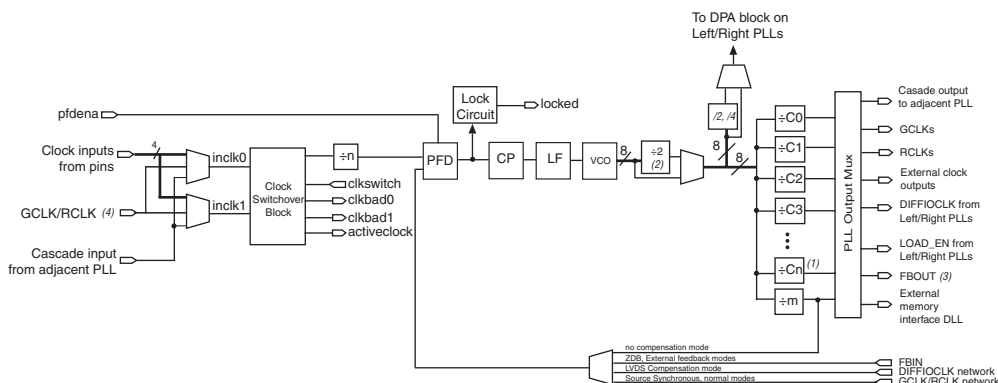 To DPA block on
Left/Right PLLs
pfdena
Lock
Circuit
locked
/2, /4
Casade output
to adjacent PLL
Clock inputs
from pins
4
inclk0
÷n
PFD
CP
LF
VCO
8
÷2
(2)
8
8
÷C0
÷C1
÷C2
÷C3
÷Cn
(1)
÷m
PLL Output Mux
GCLKs
RCLKs
External clock
outputs
DIFFIOCLK from
Left/Right PLLs
LOAD_EN from
Left/Right PLLs
FBOUT (3)
External
memory
interface DLL
GCLK/RCLK (4)
inclk1
Clock
Switchover
Block
clkswitch
clkbad0
clkbad1
activeclock
Cascade input
from adjacent PLL
no compensation mode
ZDB, External feedback modes
LVDS Compensation mode
Source Synchronous, normal modes
FBIN
DIFFIOCLK network
GCLK/RCLK network